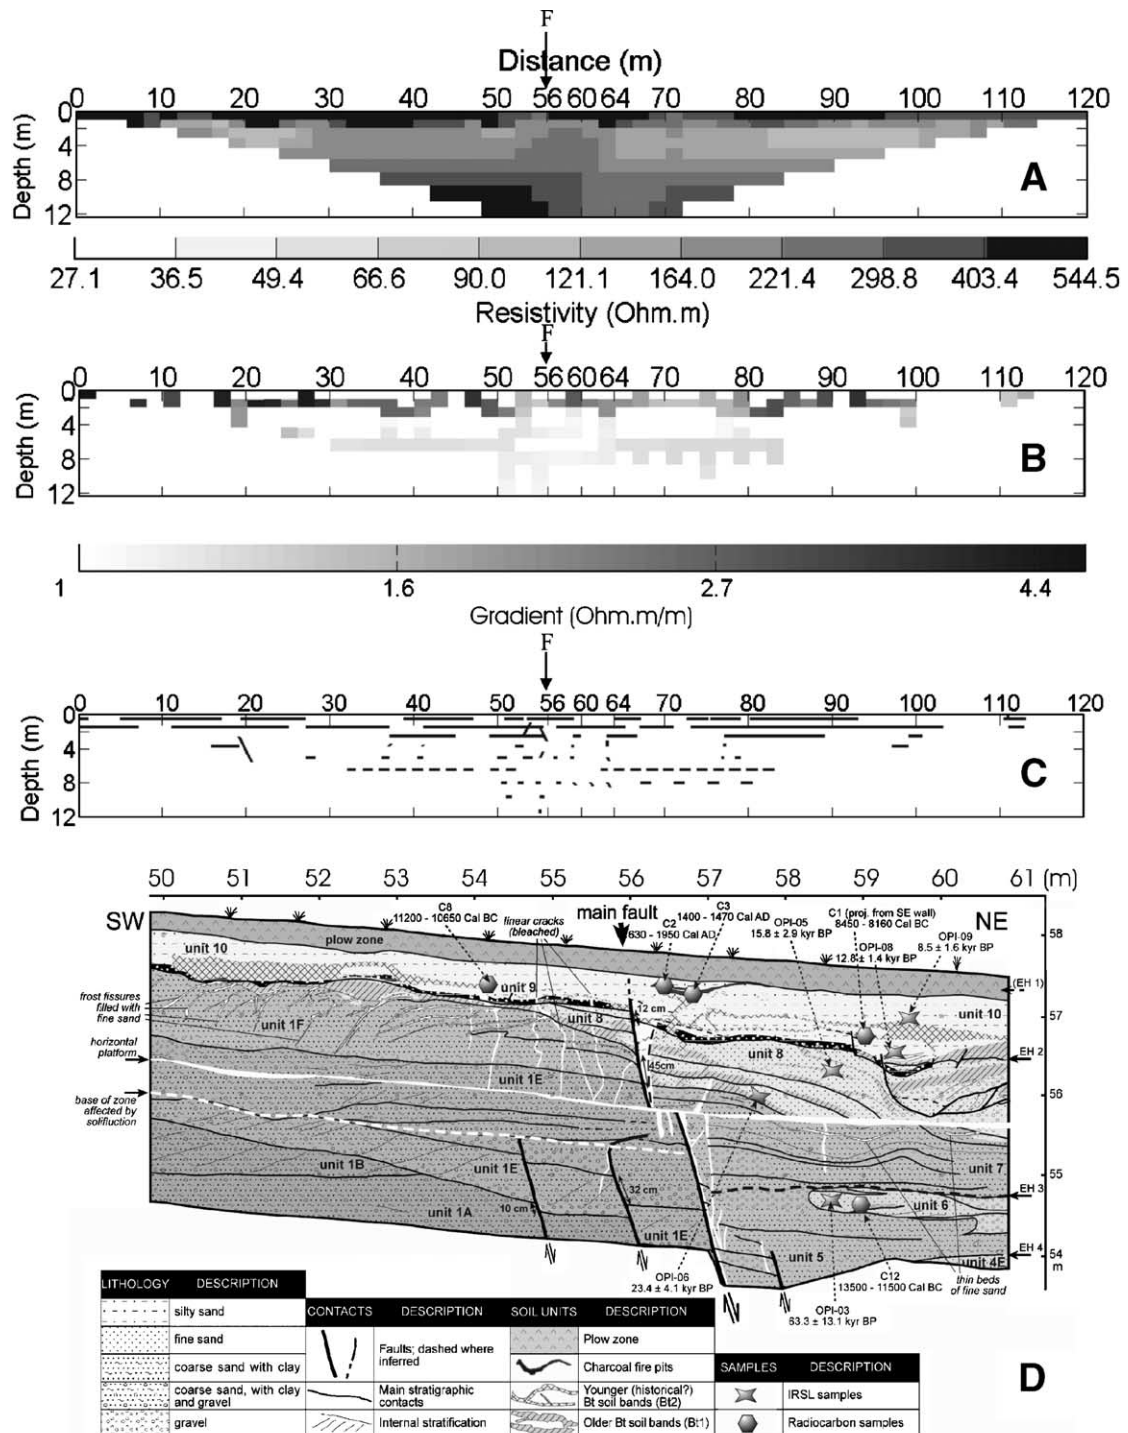 F
Distance (m)
0 10 20 30 40 50 56 60 64 70 80 90 100 110 120
Depth (m)
0
4
8
12
A
27.1 36.5 49.4 66.6 90.0 121.1 164.0 221.4 298.8 403.4 544.5
Resistivity (Ohm.m)
F
0 10 20 30 40 50 56 60 64 70 80 90 100 110 120
Depth (m)
0
4
8
12
B
1 1.6 2.7 4.4
Gradient (Ohm.m/m)
F
0 10 20 30 40 50 56 60 64 70 80 90 100 110 120
Depth (m)
0
4
8
12
C
50 51 52 53 54 55 56 57 58 59 60 61 (m)
SW
C8
11200 - 10650 Cal BC
linear cracks
(bleached)
main fault
C2
630 - 1950 Cal AD
C3
1400 - 1470 Cal AD
OPI-05
15.8 ± 2.9 kyr BP
C1 (proj. from SE wall)
8450 - 8160 Cal BC
OPI-08
12.8 ± 1.4 kyr BP
OPI-09
8.5 ± 1.6 kyr BP
NE
58
plow zone
unit 10
unit 9
12 cm
(EH 1)
unit 10
57
frost fissures
filled with
fine sand
unit 1F
unit 8
unit 8
EH 2
horizontal
platform
unit 1E
45cm
56
base of zone
affected by
solifluction
unit 1B
unit 1E
unit 7
55
EH 3
32 cm
unit 6
unit 1A
10 cm
unit 1E
unit 5
EH 4
54
m
unit 4E
OPI-06
23.4 ± 4.1 kyr BP
C12
13500 - 11500 Cal BC
thin beds
of fine sand
OPI-03
63.3 ± 13.1 kyr BP
D
LITHOLOGY DESCRIPTION
silty sand
fine sand
coarse sand with clay
coarse sand, with clay
and gravel
gravel
CONTACTS DESCRIPTION
Faults; dashed where
inferred
Main stratigraphic
contacts
Internal stratification
SOIL UNITS DESCRIPTION
Plow zone
Charcoal fire pits
Younger (historical?)
Bt soil bands (Bt2)
Older Bt soil bands (Bt1)
SAMPLES DESCRIPTION
IRSL samples
Radiocarbon samples